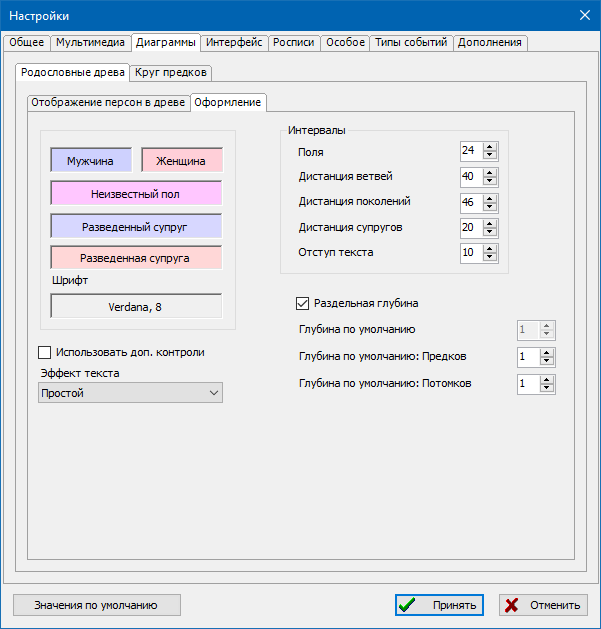 Настройки
Общее Мультимедиа Диаграммы Интерфейс Росписи Особое Типы событий Дополнения
Родословные древа Круг предков
Отображение персон в древе Оформление
Мужчина Женщина
Неизвестный пол
Разведенный супруг
Разведенная супруга
Шрифт
Verdana, 8
Использовать доп. контроли
Эффект текста
Простой
Интервалы
Поля 24
Дистанция ветвей 40
Дистанция поколений 46
Дистанция супругов 20
Отступ текста 10
Раздельная глубина
Глубина по умолчанию 1
Глубина по умолчанию: Предков 1
Глубина по умолчанию: Потомков 1
Значения по умолчанию Принять Отменить